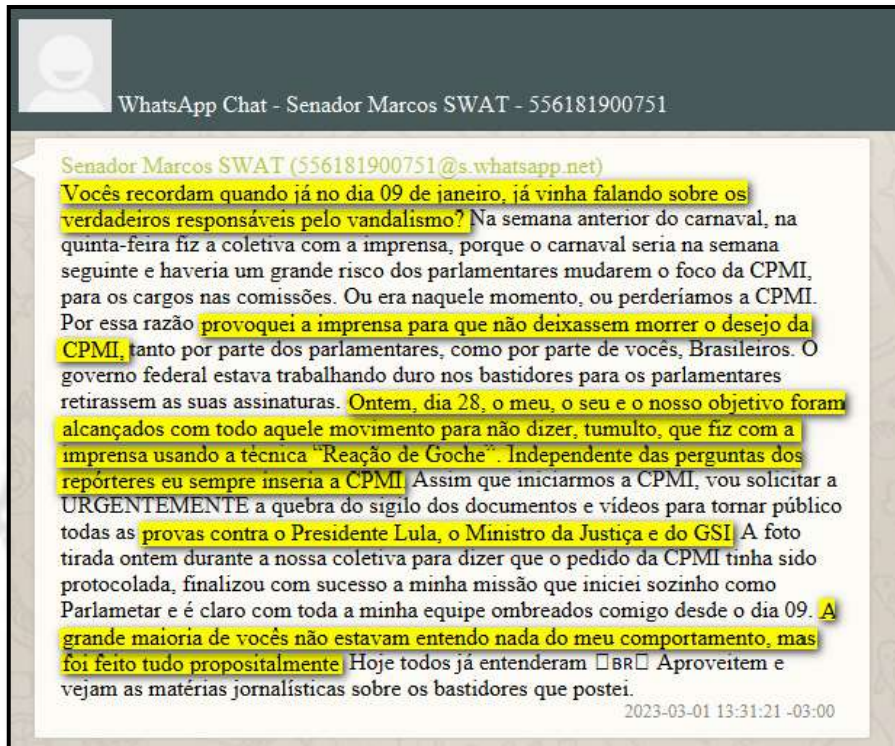 WhatsApp Chat - Senador Marcos SWAT - 556181900751
Senador Marcos SWAT (556181900751@s.whatsapp.net)
Vocês recordam quando já no dia 09 de janeiro, já vinha falando sobre os
verdadeiros responsáveis pelo vandalismo? Na semana anterior do carnaval, na
quinta-feira fiz a coletiva com a imprensa, porque o carnaval seria na semana
seguinte e haveria um grande risco dos parlamentares mudarem o foco da CPMI,
para os cargos nas comissões. Ou era naquele momento, ou perderíamos a CPMI.
Por essa razão provoquei a imprensa para que não deixassem morrer o desejo da
CPMI, tanto por parte dos parlamentares, como por parte de vocês, Brasileiros. O
governo federal estava trabalhando duro nos bastidores para os parlamentares
retirassem as suas assinaturas. Ontem, dia 28, o meu, o seu e o nosso objetivo foram
alcançados com todo aquele movimento para não dizer, tumulto, que fiz com a
imprensa usando a técnica “Reação de Goche”. Independente das perguntas dos
repórteres eu sempre inseria a CPMI Assim que iniciarmos a CPMI, vou solicitar a
URGENTEMENTE a quebra do sigilo dos documentos e vídeos para tornar público
todas as provas contra o Presidente Lula, o Ministro da Justiça e do GSI A foto
tirada ontem durante a nossa coletiva para dizer que o pedido da CPMI tinha sido
protocolada, finalizou com sucesso a minha missão que iniciei sozinho como
Parlametar e é claro com toda a minha equipe ombreados comigo desde o dia 09. A
grande maioria de vocês não estavam entendo nada do meu comportamento, mas
foi feito tudo propositalmente Hoje todos já entenderam □BR□ Aproveitem e
vejam as matérias jornalísticas sobre os bastidores que postei.
2023-03-01 13:31:21 -03:00